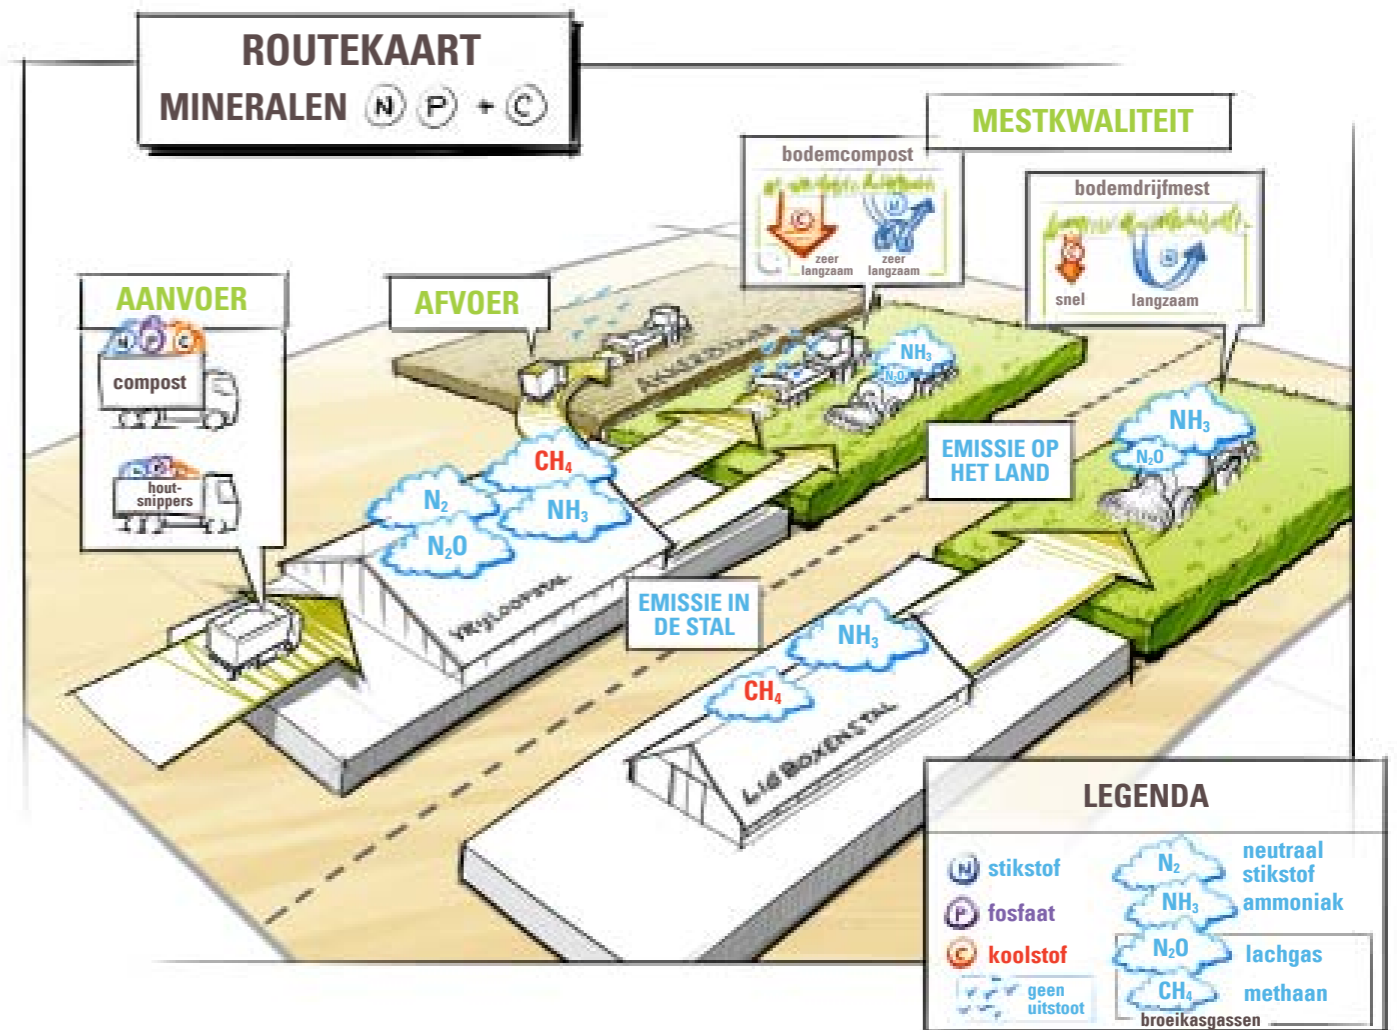 ROUTEKAART
MINERALEN N P + C
MESTKWALITEIT
bodemcompost
C
N
zeer
langzaam
zeer
langzaam
bodemdrijfmest
C
N
snel
langzaam
AANVOER
N P C
compost
hout-
snippers
AFVOER
AKKERBOUWER
NH₃
N₂O
CH₄
N₂
NH₃
N₂O
VRIJLOOPSTAL
EMISSIE OP
HET LAND
NH₃
N₂O
EMISSIE IN
DE STAL
NH₃
CH₄
LIGBOXENSTAL
LEGENDA
N stikstof
P fosfaat
C koolstof
geen
uitstoot
N₂ neutraal
stikstof
NH₃ ammoniak
N₂O lachgas
CH₄ methaan
broeikasgassen